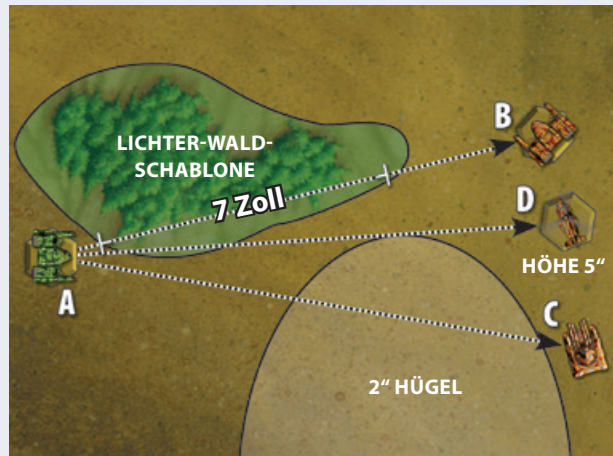 LICHTER-WALD-
SCHABLONE
7 Zoll
B
D
HÖHE 5“
A
C
2“ HÜGEL